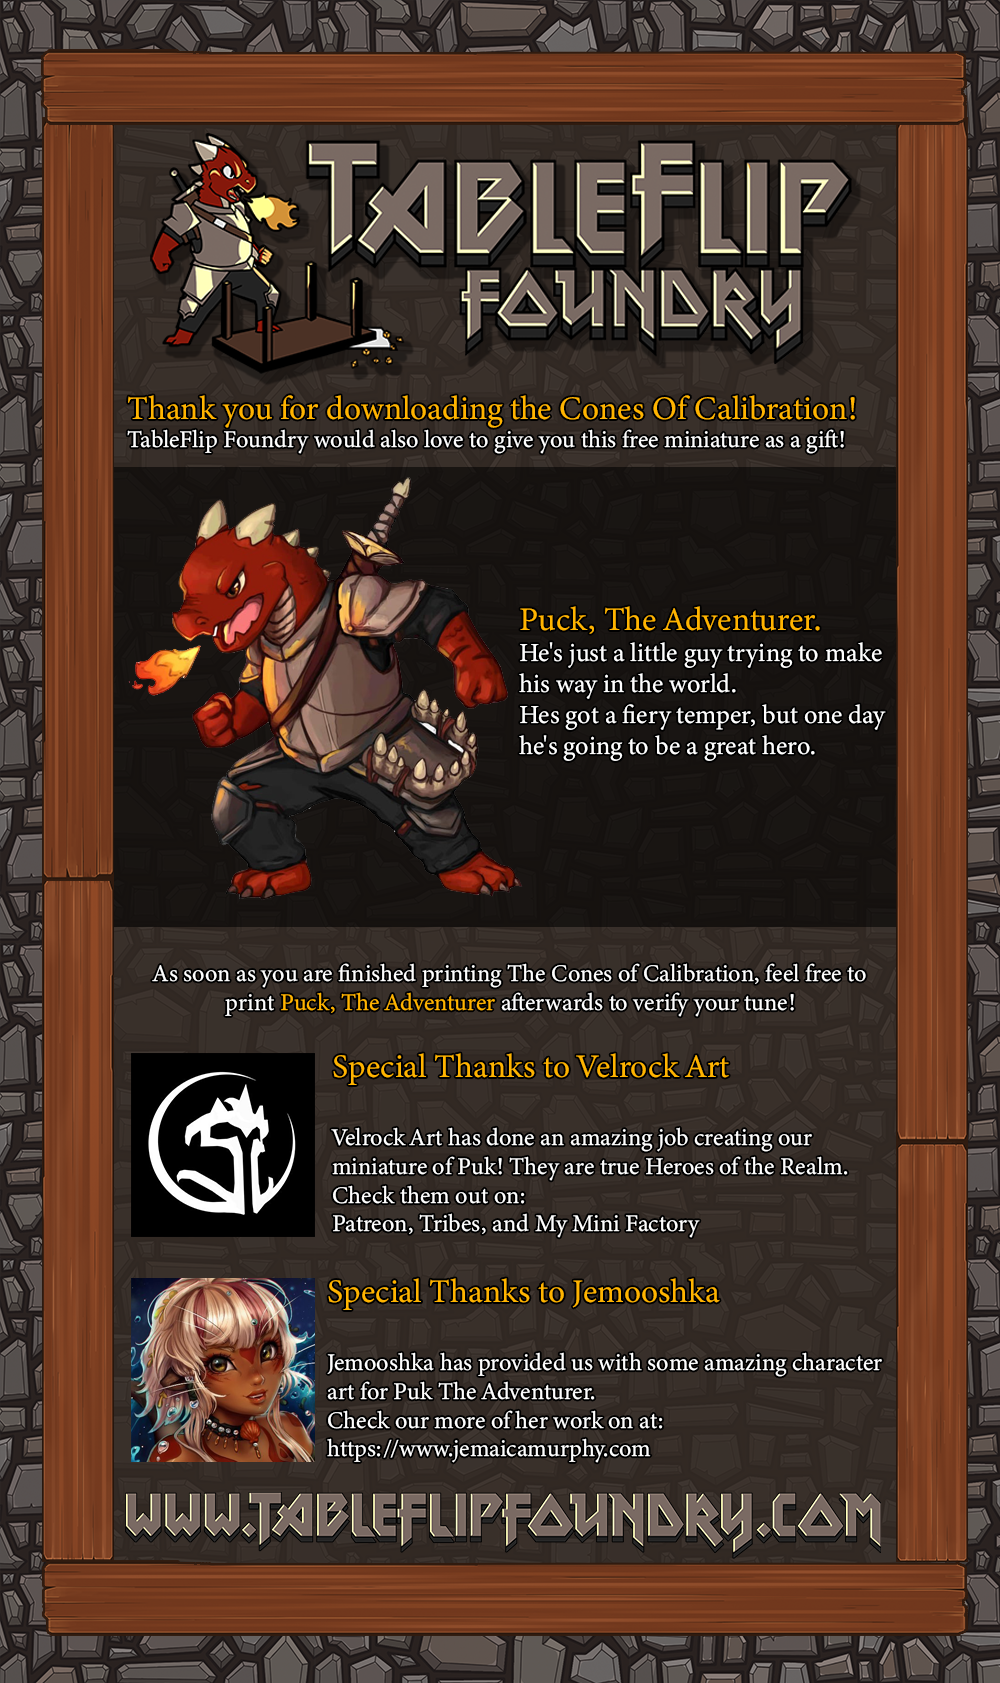 TABLEFLIP
FOUNDRY
Thank you for downloading the Cones Of Calibration!
TableFlip Foundry would also love to give you this free miniature as a gift!
Puck, The Adventurer.
He's just a little guy trying to make
his way in the world.
Hes got a fiery temper, but one day
he's going to be a great hero.
As soon as you are finished printing The Cones of Calibration, feel free to
print Puck, The Adventurer afterwards to verify your tune!
Special Thanks to Velrock Art
Velrock Art has done an amazing job creating our
miniature of Puk! They are true Heroes of the Realm.
Check them out on:
Patreon, Tribes, and My Mini Factory
Special Thanks to Jemooshka
Jemooshka has provided us with some amazing character
art for Puk The Adventurer.
Check our more of her work on at:
https://www.jemaicamurphy.com
WWW.TABLEFLIPFOUNDRY.COM